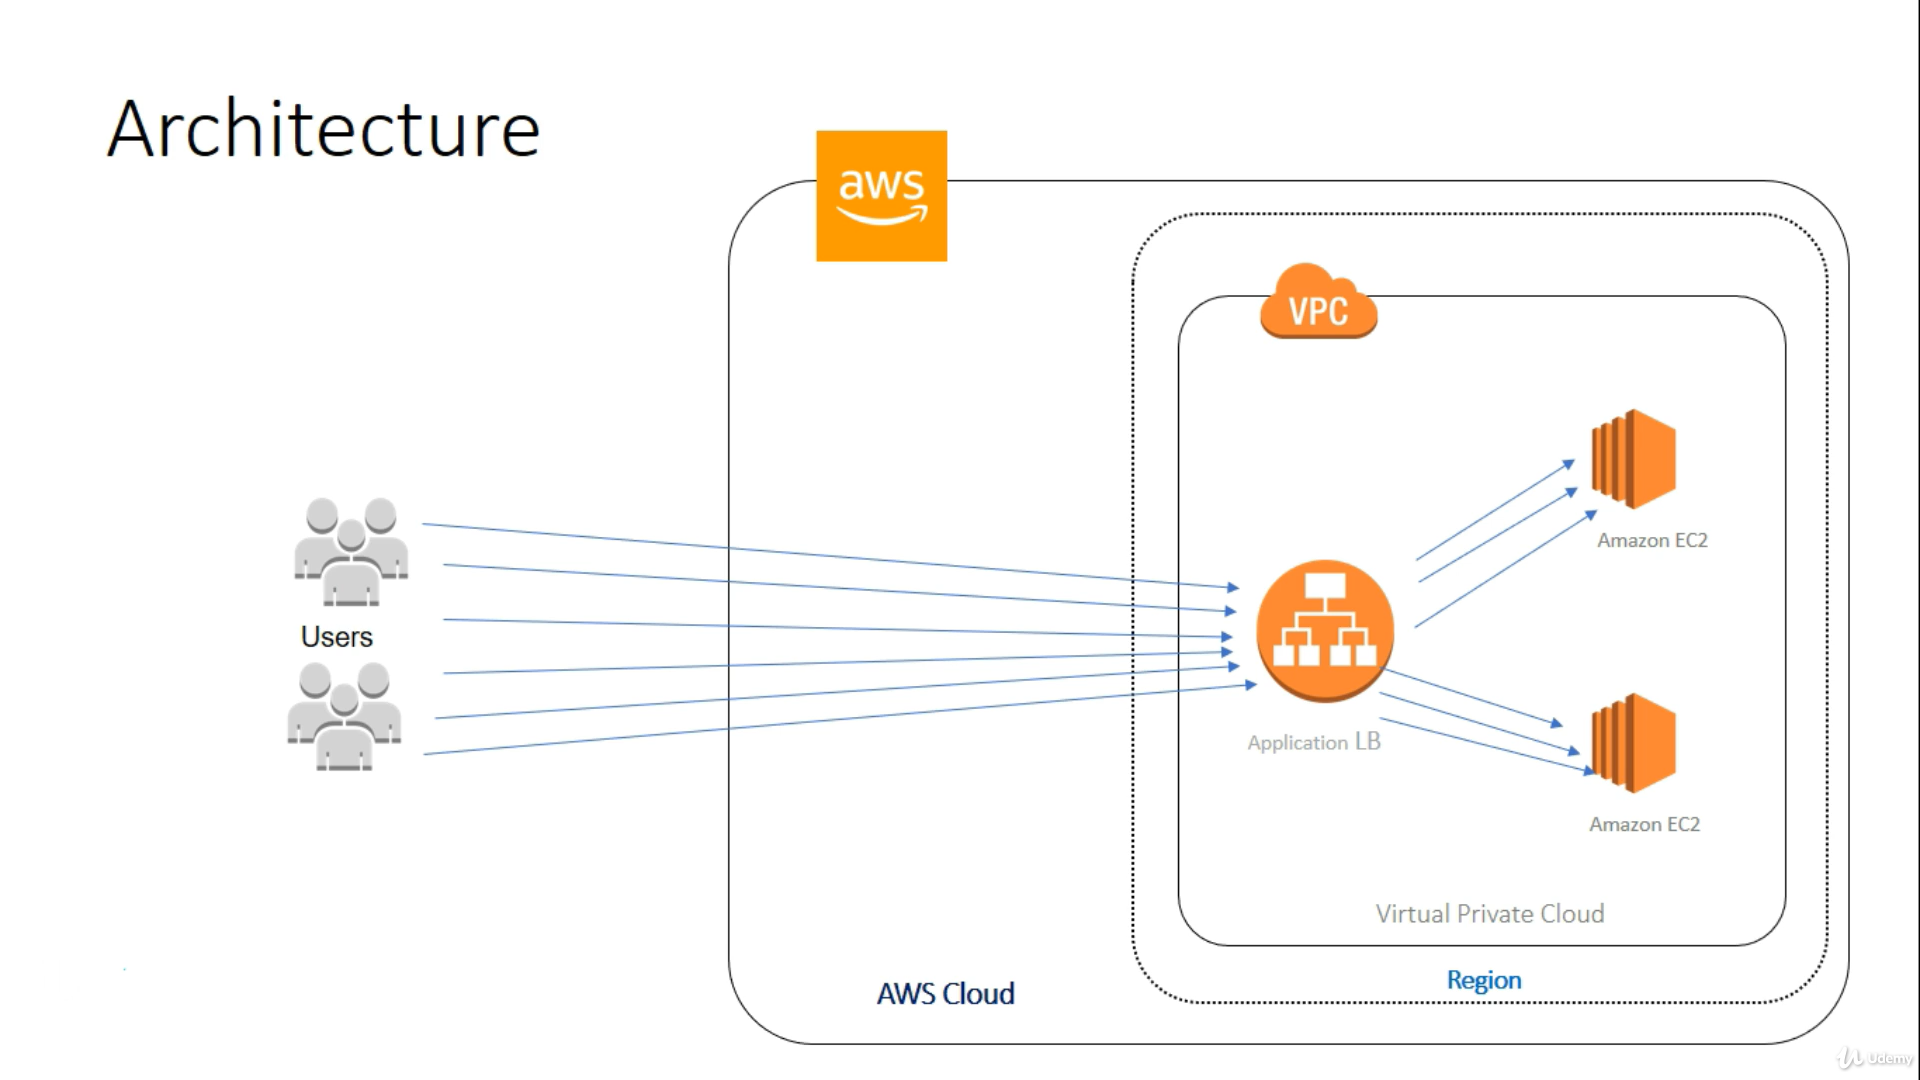 Architecture
aws
VPC
Amazon EC2
Users
Application LB
Amazon EC2
Virtual Private Cloud
Region
AWS Cloud
Udemy